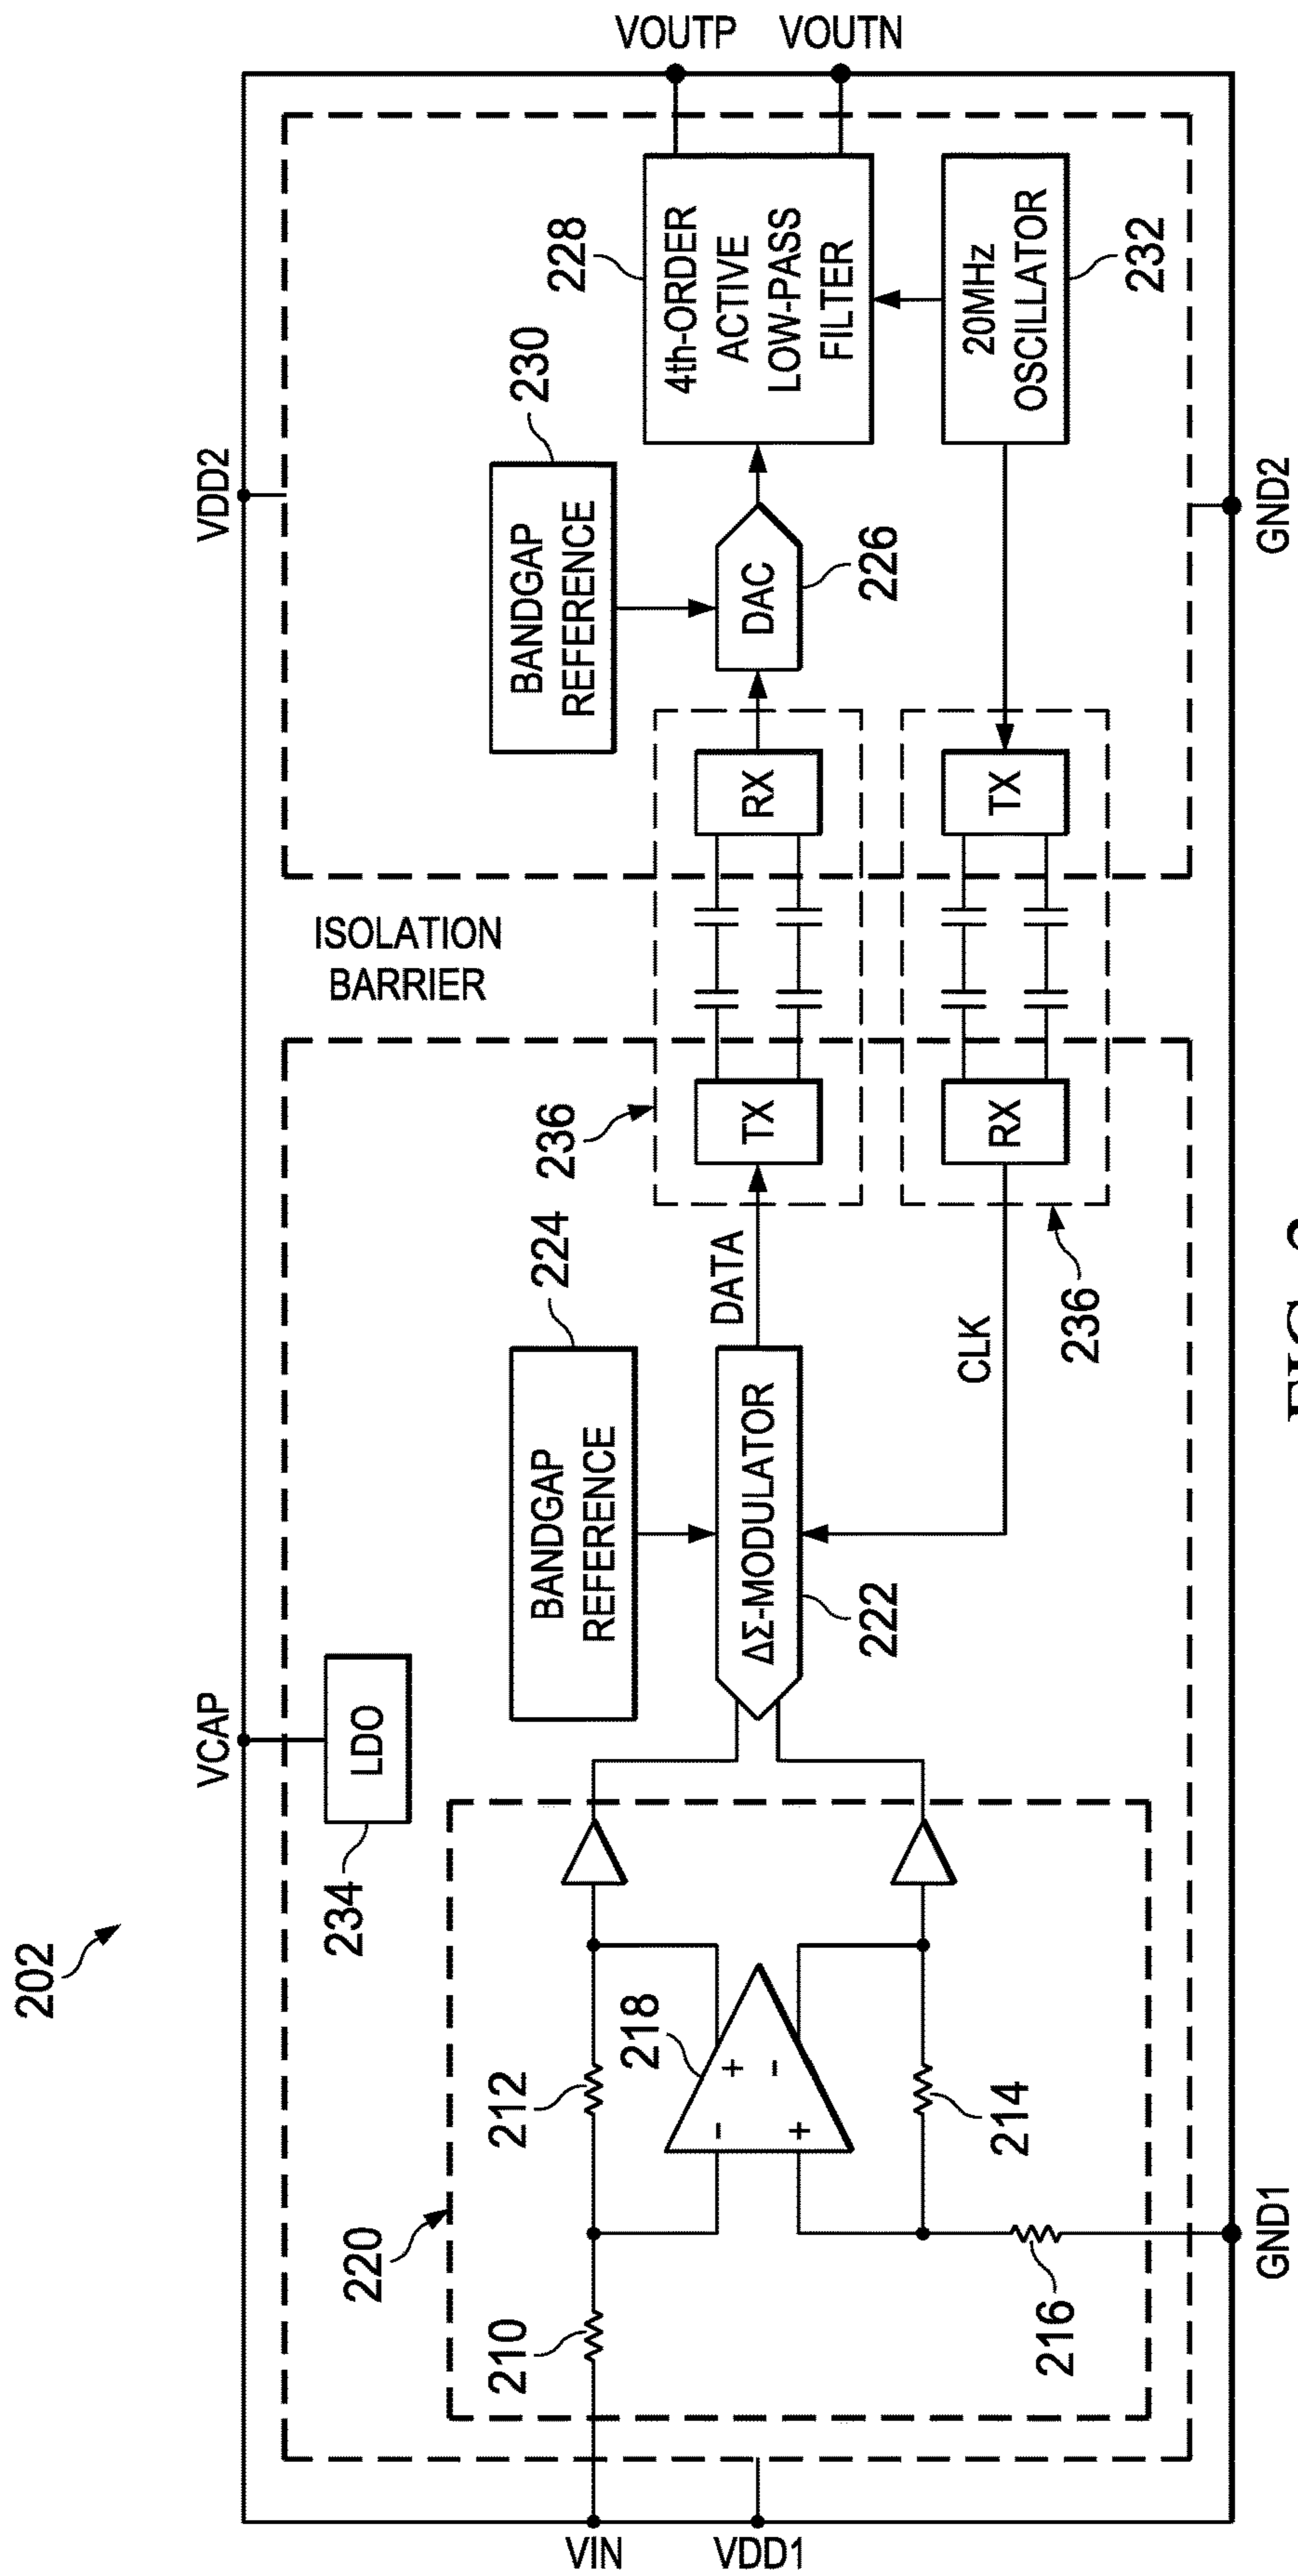 202
VCAP
VDD2
234
LDO
ISOLATION
BARRIER
220
210
212
218
-
+
+
-
214
216
BANDGAP
REFERENCE
224
ΔΣ-MODULATOR
222
DATA
CLK
236
TX
RX
RX
TX
236
BANDGAP
REFERENCE
230
DAC
226
228
4th-ORDER
ACTIVE
LOW-PASS
FILTER
20MHz
OSCILLATOR
232
VIN
VDD1
VOUTP
VOUTN
GND1
GND2
FIG.